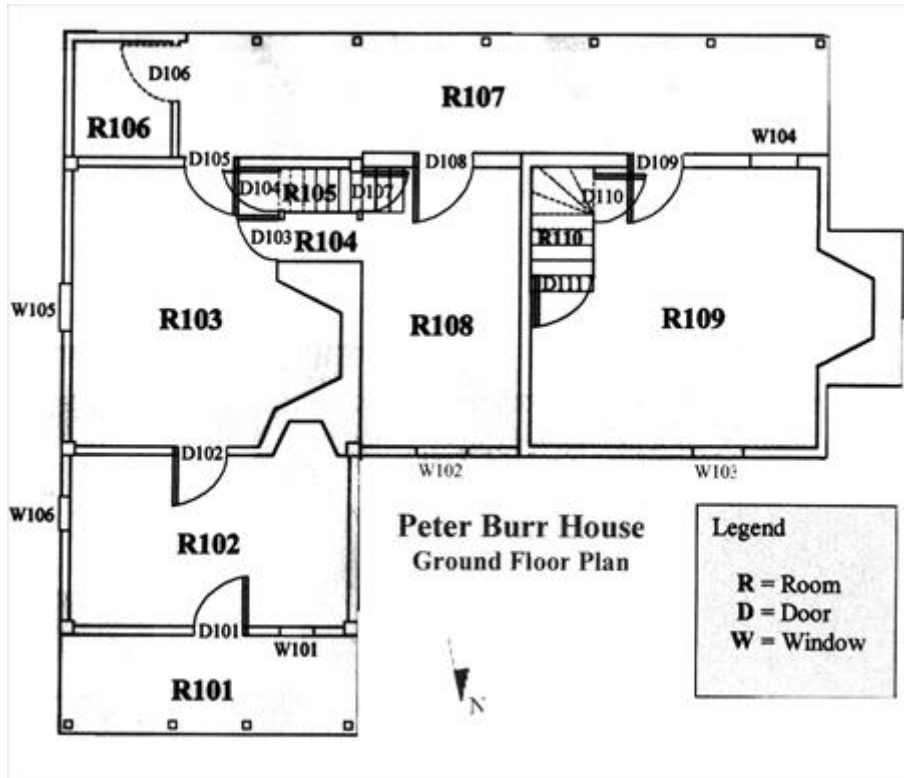 D106
R107
R106
W104
D105
D108
D109
D104
R105
D107
D110
D103
R104
R110
D111
W105
R103
R108
R109
D102
W102
W103
W106
R102
Peter Burr House
Ground Floor Plan
Legend
R = Room
D = Door
W = Window
D101
W101
R101
N